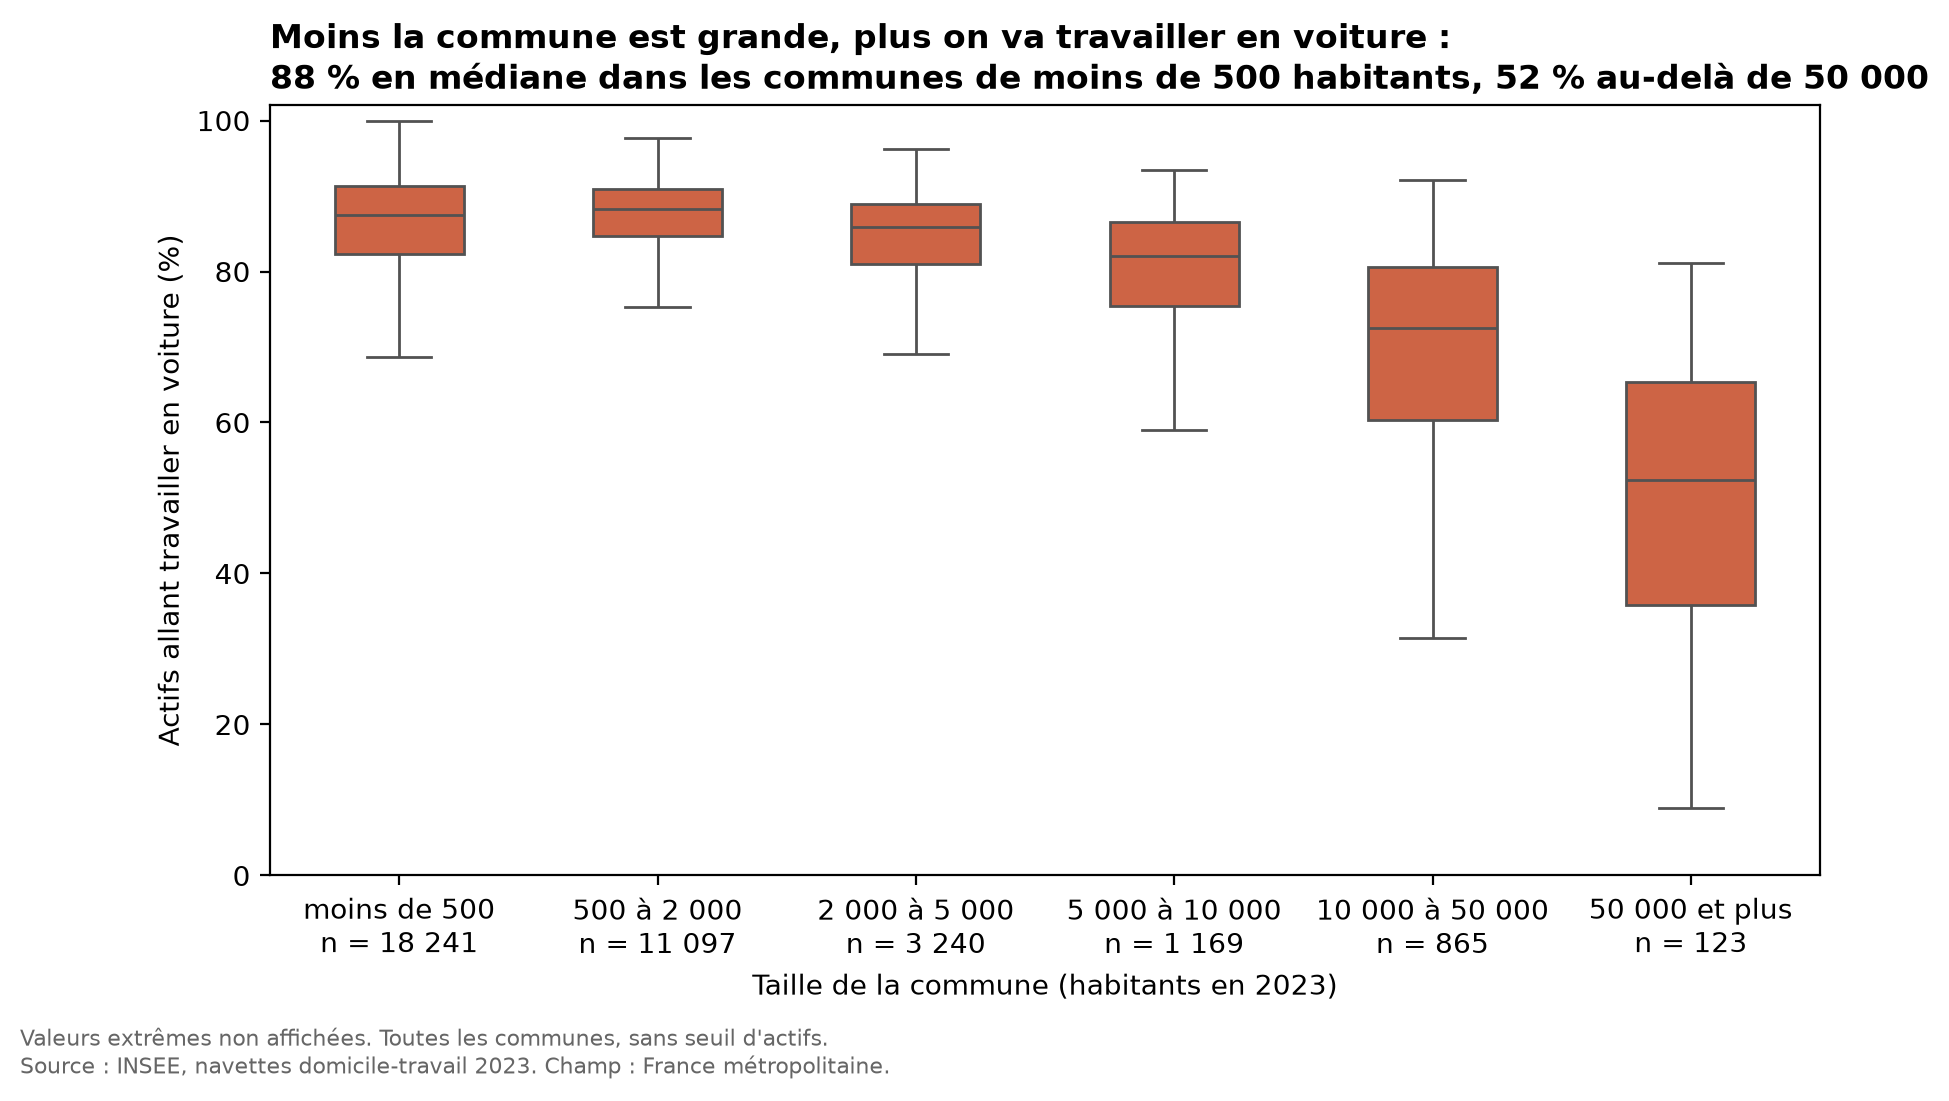 Moins la commune est grande, plus on va travailler en voiture :
88 % en médiane dans les communes de moins de 500 habitants, 52 % au-delà de 50 000
Actifs allant travailler en voiture (%)
100
80
60
40
20
0
moins de 500
n = 18 241
500 à 2 000
n = 11 097
2 000 à 5 000
n = 3 240
5 000 à 10 000
n = 1 169
10 000 à 50 000
n = 865
50 000 et plus
n = 123
Taille de la commune (habitants en 2023)
Valeurs extrêmes non affichées. Toutes les communes, sans seuil d'actifs.
Source : INSEE, navettes domicile-travail 2023. Champ : France métropolitaine.